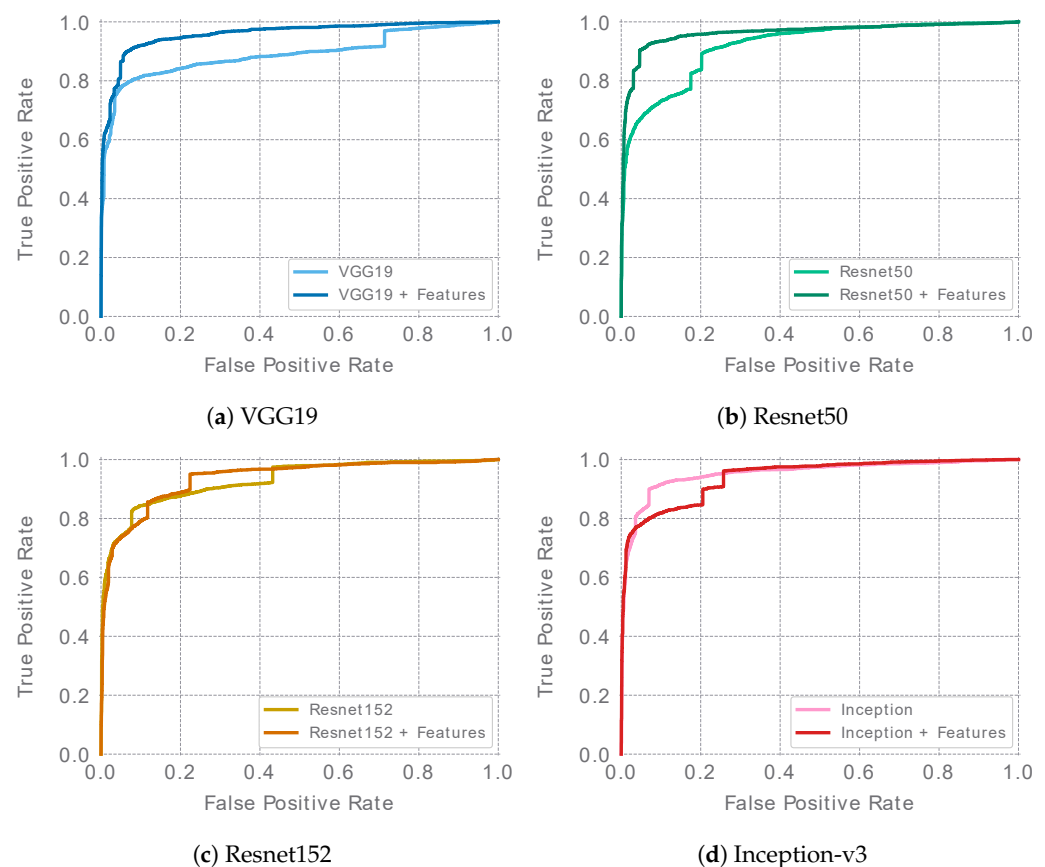 1.0
0.8
0.6
0.4
0.2
0.0
True Positive Rate
VGG19
VGG19 + Features
0.0 0.2 0.4 0.6 0.8 1.0
False Positive Rate
(a) VGG19
1.0
0.8
0.6
0.4
0.2
0.0
True Positive Rate
Resnet50
Resnet50 + Features
0.0 0.2 0.4 0.6 0.8 1.0
False Positive Rate
(b) Resnet50
1.0
0.8
0.6
0.4
0.2
0.0
True Positive Rate
Resnet152
Resnet152 + Features
0.0 0.2 0.4 0.6 0.8 1.0
False Positive Rate
(c) Resnet152
1.0
0.8
0.6
0.4
0.2
0.0
True Positive Rate
Inception
Inception + Features
0.0 0.2 0.4 0.6 0.8 1.0
False Positive Rate
(d) Inception-v3